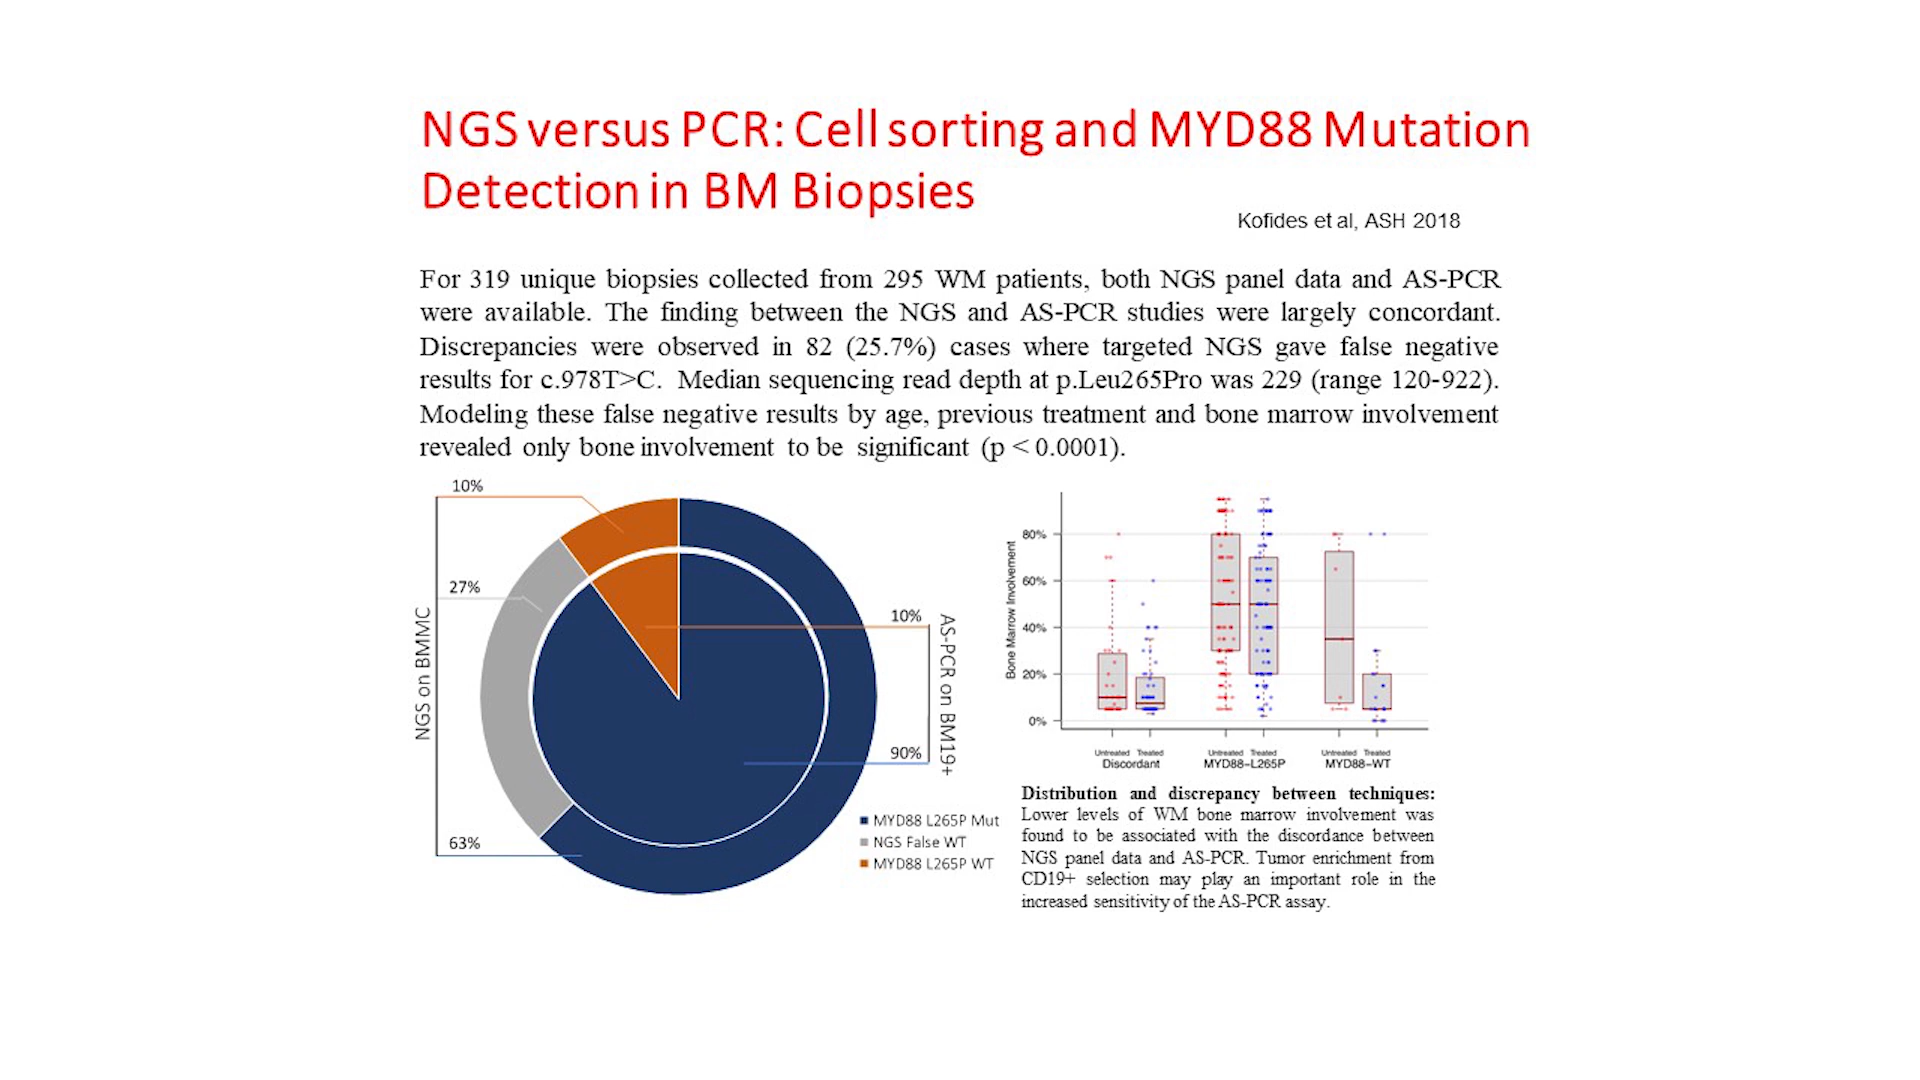 NGS versus PCR: Cell sorting and MYD88 Mutation
Detection in BM Biopsies
Kofides et al, ASH 2018
For 319 unique biopsies collected from 295 WM patients, both NGS panel data and AS-PCR
were available. The finding between the NGS and AS-PCR studies were largely concordant.
Discrepancies were observed in 82 (25.7%) cases where targeted NGS gave false negative
results for c.978T>C. Median sequencing read depth at p.Leu265Pro was 229 (range 120-922).
Modeling these false negative results by age, previous treatment and bone marrow involvement
revealed only bone involvement to be significant (p < 0.0001).
10%
27%
63%
NGS on BMMC
10%
90%
AS-PCR on BM19+
MYD88 L265P Mut
NGS False WT
MYD88 L265P WT
Bone Marrow Involvement
80%
60%
40%
20%
0%
Untreated Treated Untreated Treated Untreated Treated
Discordant MYD88-L265P MYD88-WT
Distribution and discrepancy between techniques:
Lower levels of WM bone marrow involvement was
found to be associated with the discordance between
NGS panel data and AS-PCR. Tumor enrichment from
CD19+ selection may play an important role in the
increased sensitivity of the AS-PCR assay.